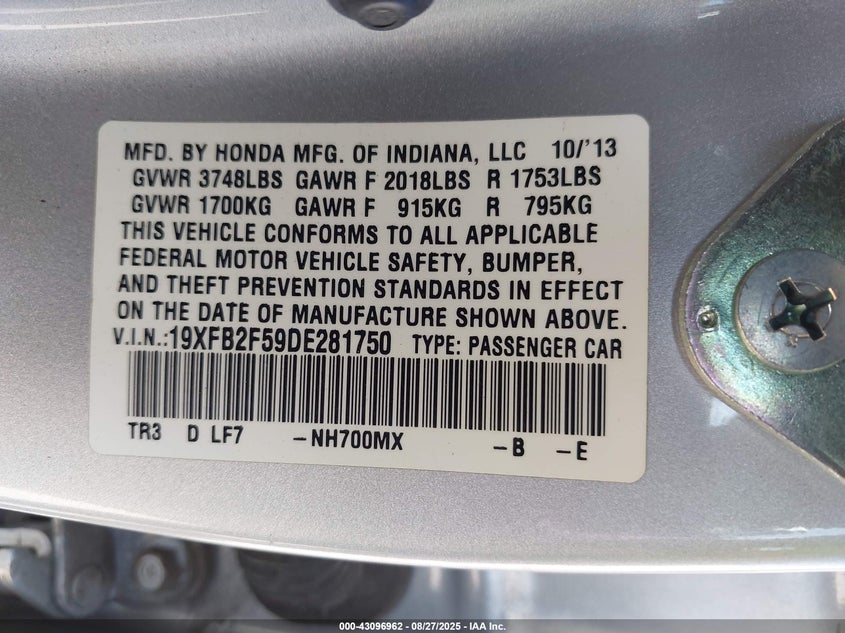 MFD. BY HONDA MFG. OF INDIANA, LLC 10/'13
GVWR 3748LBS GAWR F 2018LBS R 1753LBS
GVWR 1700KG GAWR F 915KG R 795KG
THIS VEHICLE CONFORMS TO ALL APPLICABLE
FEDERAL MOTOR VEHICLE SAFETY, BUMPER,
AND THEFT PREVENTION STANDARDS IN EFFECT
ON THE DATE OF MANUFACTURE SHOWN ABOVE.
V.I.N.:19XFB2F59DE281750 TYPE: PASSENGER CAR
TR3 D LF7 -NH700MX -B -E
000-43096962 - 08/27/2025 - IAA Inc.